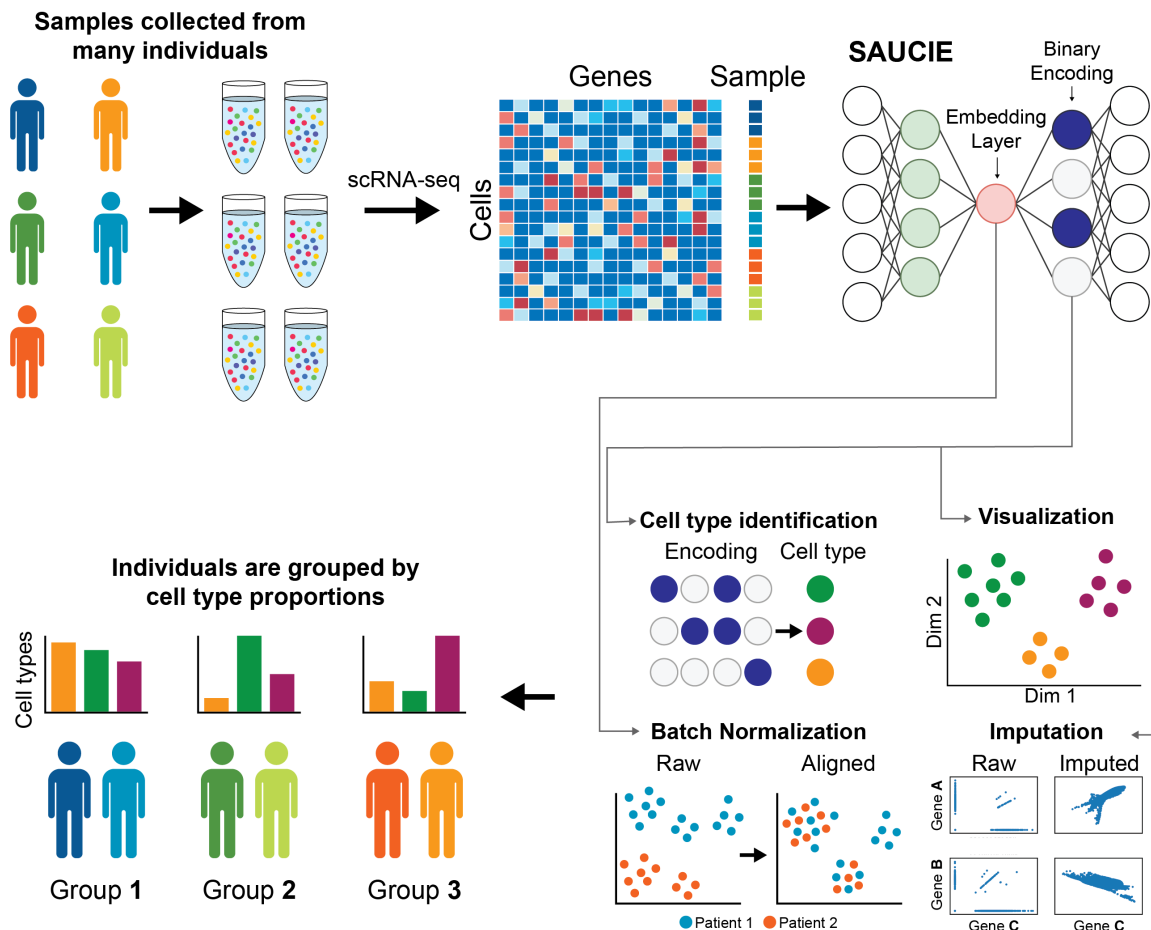 Samples collected from
many individuals
scRNA-seq
Genes
Sample
Cells
SAUCIE
Binary
Encoding
Embedding
Layer
Cell type identification
Encoding
Cell type
Visualization
Dim 2
Dim 1
Individuals are grouped by
cell type proportions
Cell types
Group 1
Group 2
Group 3
Batch Normalization
Raw
Aligned
Patient 1
Patient 2
Imputation
Raw
Imputed
Gene A
Gene B
Gene C
Gene C